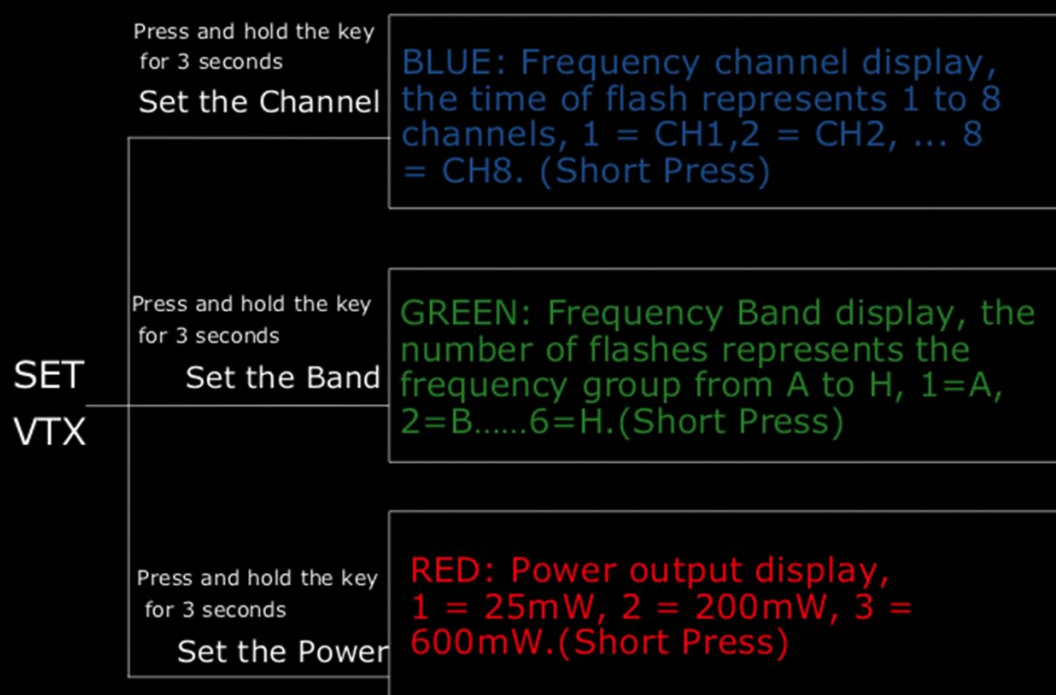 Press and hold the key
for 3 seconds
Set the Channel
BLUE: Frequency channel display,
the time of flash represents 1 to 8
channels, 1 = CH1,2 = CH2, ... 8
= CH8. (Short Press)
SET
VTX
Press and hold the key
for 3 seconds
Set the Band
GREEN: Frequency Band display, the
number of flashes represents the
frequency group from A to H, 1=A,
2=B......6=H.(Short Press)
Press and hold the key
for 3 seconds
Set the Power
RED: Power output display,
1 = 25mW, 2 = 200mW, 3 =
600mW.(Short Press)